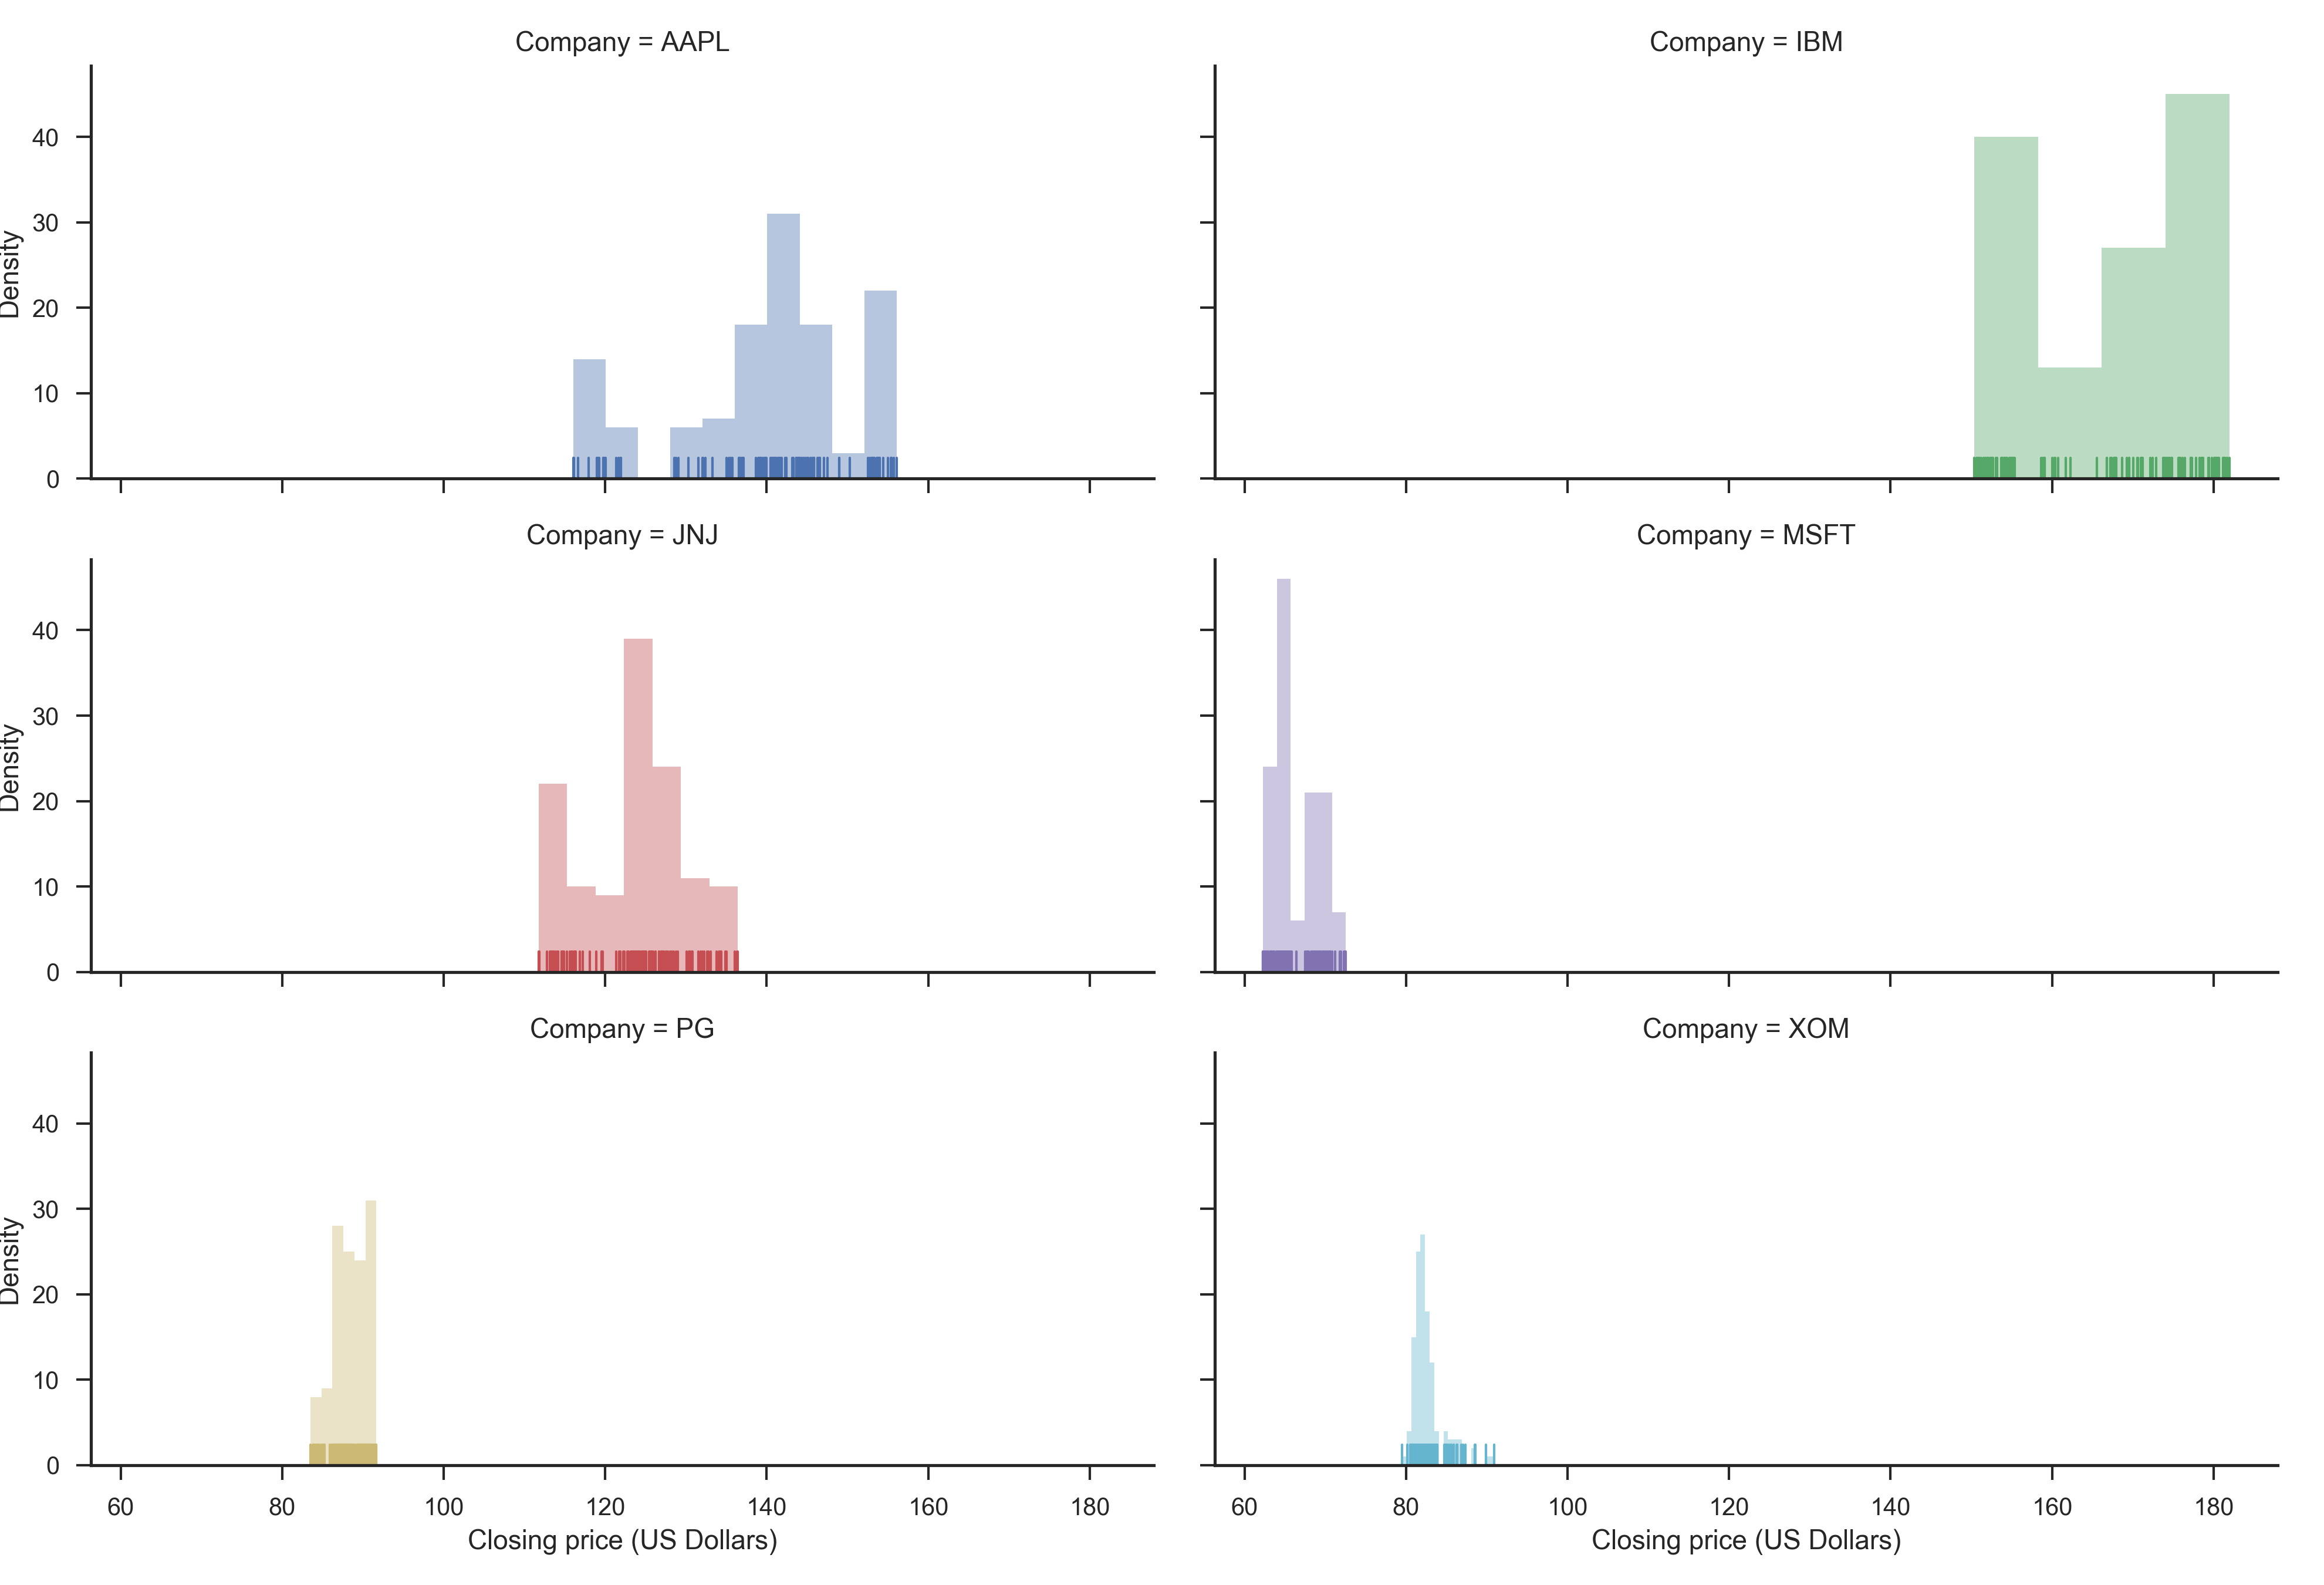 Company = AAPL
Company = IBM
Density
40
30
20
10
0
Company = JNJ
Company = MSFT
Density
40
30
20
10
0
Company = PG
Company = XOM
Density
40
30
20
10
0
60 80 100 120 140 160 180
60 80 100 120 140 160 180
Closing price (US Dollars)
Closing price (US Dollars)